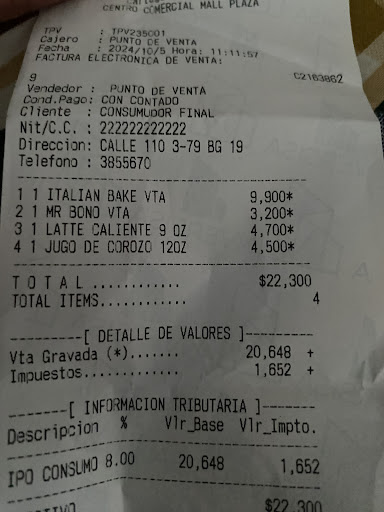 CENTRO COMERCIAL MALL PLAZA
TPV : TPV235001
Cajero : PUNTO DE VENTA
Fecha : 2024/10/5 Hora: 11:11:57
FACTURA ELECTRONICA DE VENTA:
9 C2163862
Vendedor : PUNTO DE VENTA
Cond.Pago: CON CONTADO
Cliente : CONSUMUDOR FINAL
Nit/C.C. : 222222222222
Direccion: CALLE 110 3-79 BG 19
Telefono : 3855670
1 1 ITALIAN BAKE VTA 9,900*
2 1 MR BONO VTA 3,200*
3 1 LATTE CALIENTE 9 OZ 4,700*
4 1 JUGO DE COROZO 12OZ 4,500*
T O T A L ............ $22,300
TOTAL ITEMS............ 4
---------[ DETALLE DE VALORES ]---------
Vta Gravada (*)....... 20,648 +
Impuestos............. 1,652 +
--------[ INFORMACION TRIBUTARIA ]-------
Descripcion % Vlr_Base Vlr_Impto.
IPO CONSUMO 8.00 20,648 1,652
$22,300